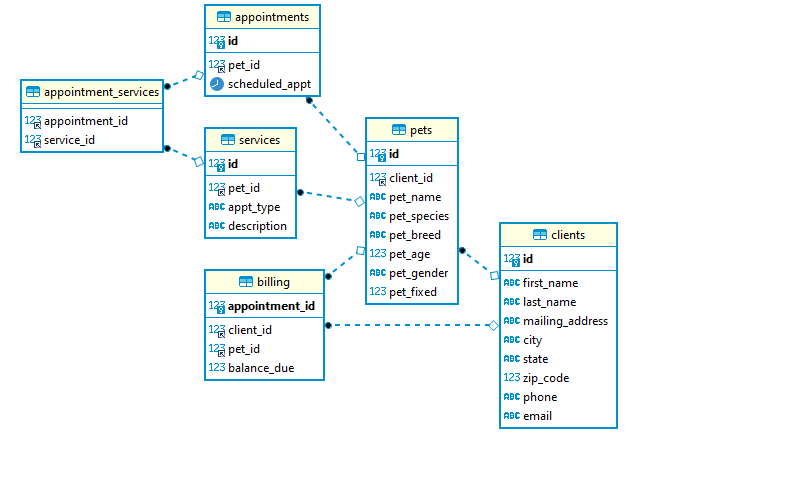 appointments
123 id
123 pet_id
scheduled_appt
appointment_services
123 appointment_id
123 service_id
services
123 id
123 pet_id
ABC appt_type
ABC description
billing
123 appointment_id
123 client_id
123 pet_id
123 balance_due
pets
123 id
123 client_id
ABC pet_name
ABC pet_species
ABC pet_breed
123 pet_age
ABC pet_gender
123 pet_fixed
clients
123 id
ABC first_name
ABC last_name
ABC mailing_address
ABC city
ABC state
123 zip_code
ABC phone
ABC email